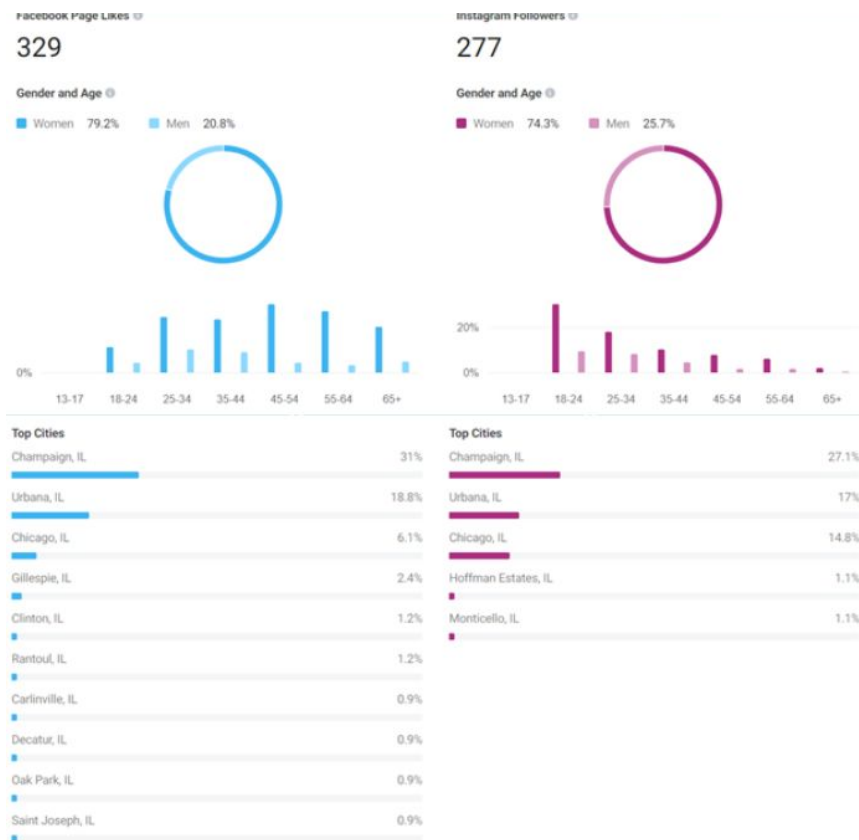 Facebook Page Likes
329
Gender and Age
Women 79.2% Men 20.8%
0%
13-17 18-24 25-34 35-44 45-54 55-64 65+
Top Cities
Champaign, IL 31%
Urbana, IL 18.8%
Chicago, IL 6.1%
Gillespie, IL 2.4%
Clinton, IL 1.2%
Rantoul, IL 1.2%
Carlinville, IL 0.9%
Decatur, IL 0.9%
Oak Park, IL 0.9%
Saint Joseph, IL 0.9%
Instagram Followers
277
Gender and Age
Women 74.3% Men 25.7%
20%
0%
13-17 18-24 25-34 35-44 45-54 55-64 65+
Top Cities
Champaign, IL 27.1%
Urbana, IL 17%
Chicago, IL 14.8%
Hoffman Estates, IL 1.1%
Monticello, IL 1.1%